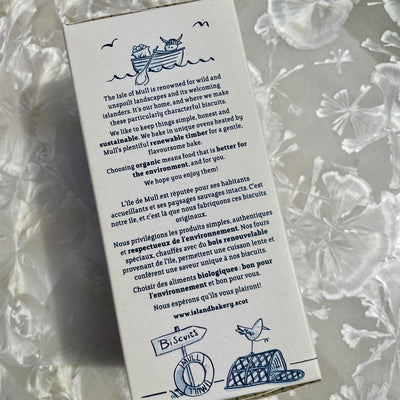 The Isle of Mull is renowned for wild and
unspoilt landscapes and its welcoming
islanders. It's our home, and where we make
these particularly characterful biscuits.
We like to keep things simple, honest and
sustainable. We bake in unique ovens heated by
Mull's plentiful renewable timber for a gentle,
flavoursome bake.
Choosing organic means food that is better for
the environment, and for you.
We hope you enjoy them!
L'île de Mull est réputée pour ses habitants
accueillants et ses paysages sauvages intacts. C'est
notre île, et c'est là que nous fabriquons ces biscuits
originaux.
Nous privilégions les produits simples, authentiques
et respectueux de l'environnement. Nos fours
spéciaux, chauffés avec du bois renouvelable
provenant de l'île, permettent une cuisson lente et
confèrent une saveur unique à nos biscuits.
Choisir des aliments biologiques : bon pour
l'environnement et bon pour vous.
Nous espérons qu'ils vous plairont!
www.islandbakery.scot
Biscuits
MULL